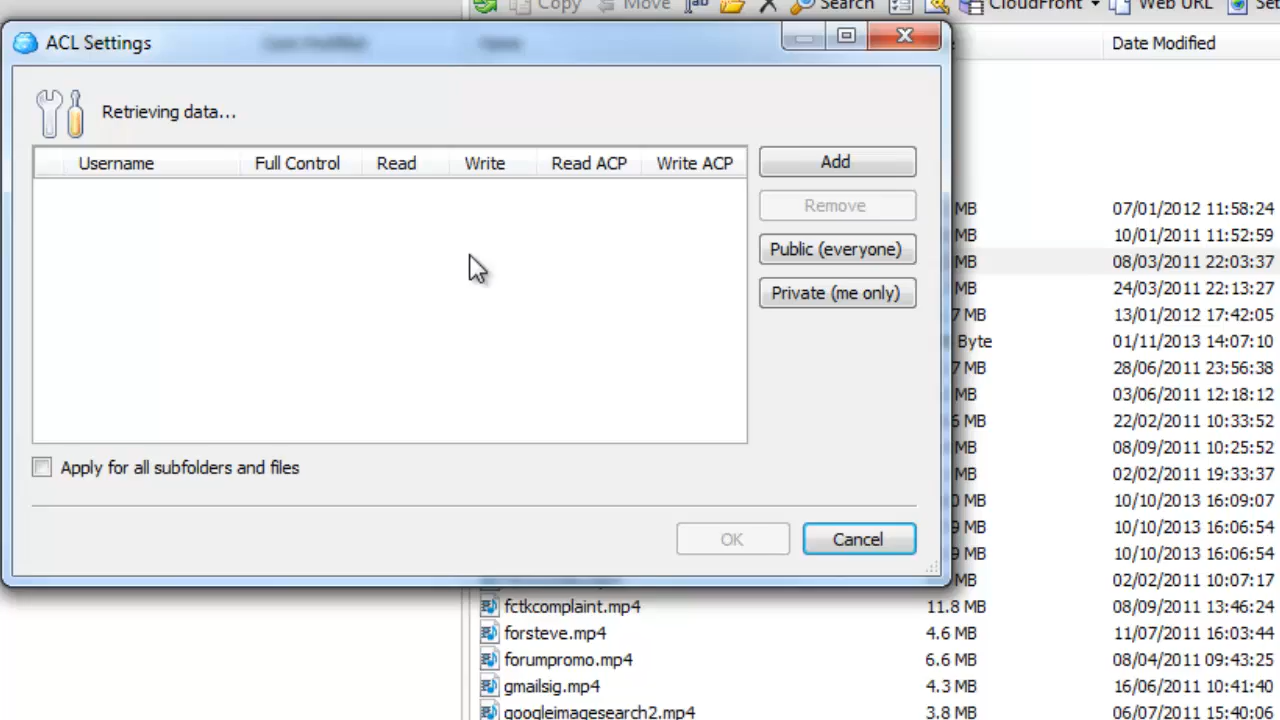 Copy Move Search CloudFront Web URL
ACL Settings
Date Modified
Retrieving data...
Username Full Control Read Write Read ACP Write ACP
Add
Remove
Public (everyone)
Private (me only)
MB 07/01/2012 11:58:24
MB 10/01/2011 11:52:59
MB 08/03/2011 22:03:37
MB 24/03/2011 22:13:27
7 MB 13/01/2012 17:42:05
Byte 01/11/2013 14:07:10
7 MB 28/06/2011 23:56:38
MB 03/06/2011 12:18:12
6 MB 22/02/2011 10:33:52
MB 08/09/2011 10:25:52
MB 02/02/2011 19:33:37
0 MB 10/10/2013 16:09:07
9 MB 10/10/2013 16:06:54
9 MB 10/10/2013 16:06:54
MB 02/02/2011 10:07:17
Apply for all subfolders and files
OK Cancel
fctkcomplaint.mp4 11.8 MB 08/09/2011 13:46:24
forsteve.mp4 4.6 MB 11/07/2011 16:03:44
forumpromo.mp4 6.6 MB 08/04/2011 09:43:25
gmailsig.mp4 4.3 MB 16/06/2011 10:41:40
googleimagesearch2.mp4 3.8 MB 06/07/2011 15:40:06